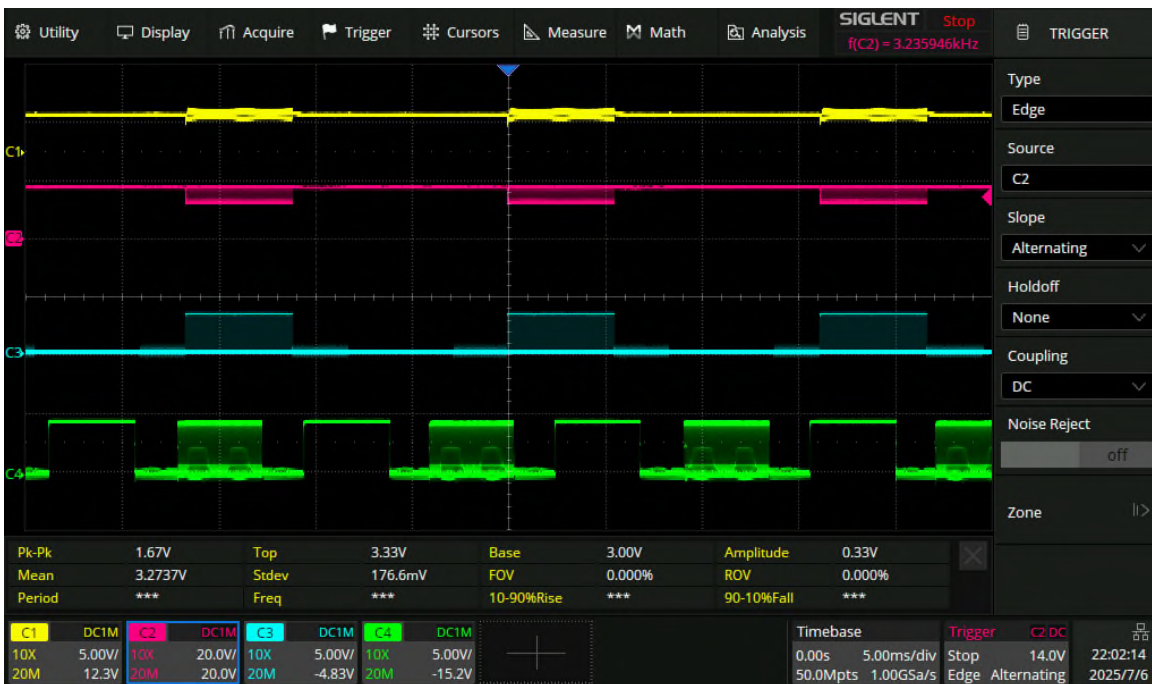 Utility Display Acquire Trigger Cursors Measure Math Analysis SIGLENT Stop
f(C2) = 3.235946kHz
TRIGGER
Type
Edge
Source
C2
Slope
Alternating
Holdoff
None
Coupling
DC
Noise Reject
off
Zone
C1
C2
C3
C4
Pk-Pk 1.67V Top 3.33V Base 3.00V Amplitude 0.33V
Mean 3.2737V Stdev 176.6mV FOV 0.000% ROV 0.000%
Period *** Freq *** 10-90%Rise *** 90-10%Fall ***
C1 DC1M C2 DC1M C3 DC1M C4 DC1M Timebase Trigger C2 DC
10X 5.00V/ 10X 20.0V/ 10X 5.00V/ 10X 5.00V/ 0.00s 5.00ms/div Stop 14.0V 22:02:14
20M 12.3V 20M 20.0V 20M -4.83V 20M -15.2V 50.0Mpts 1.00GSa/s Edge Alternating 2025/7/6